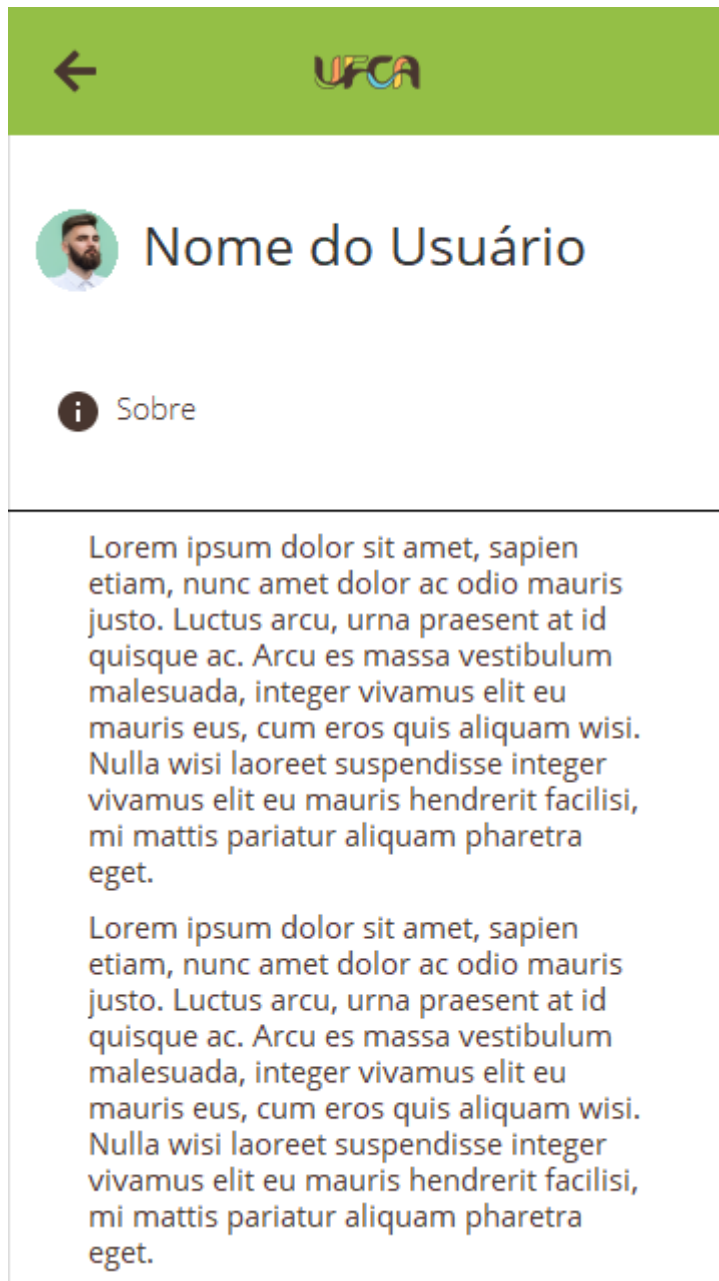 UFCA
Nome do Usuário
Sobre
Lorem ipsum dolor sit amet, sapien
etiam, nunc amet dolor ac odio mauris
justo. Luctus arcu, urna praesent at id
quisque ac. Arcu es massa vestibulum
malesuada, integer vivamus elit eu
mauris eus, cum eros quis aliquam wisi.
Nulla wisi laoreet suspendisse integer
vivamus elit eu mauris hendrerit facilisi,
mi mattis pariatur aliquam pharetra
eget.
Lorem ipsum dolor sit amet, sapien
etiam, nunc amet dolor ac odio mauris
justo. Luctus arcu, urna praesent at id
quisque ac. Arcu es massa vestibulum
malesuada, integer vivamus elit eu
mauris eus, cum eros quis aliquam wisi.
Nulla wisi laoreet suspendisse integer
vivamus elit eu mauris hendrerit facilisi,
mi mattis pariatur aliquam pharetra
eget.